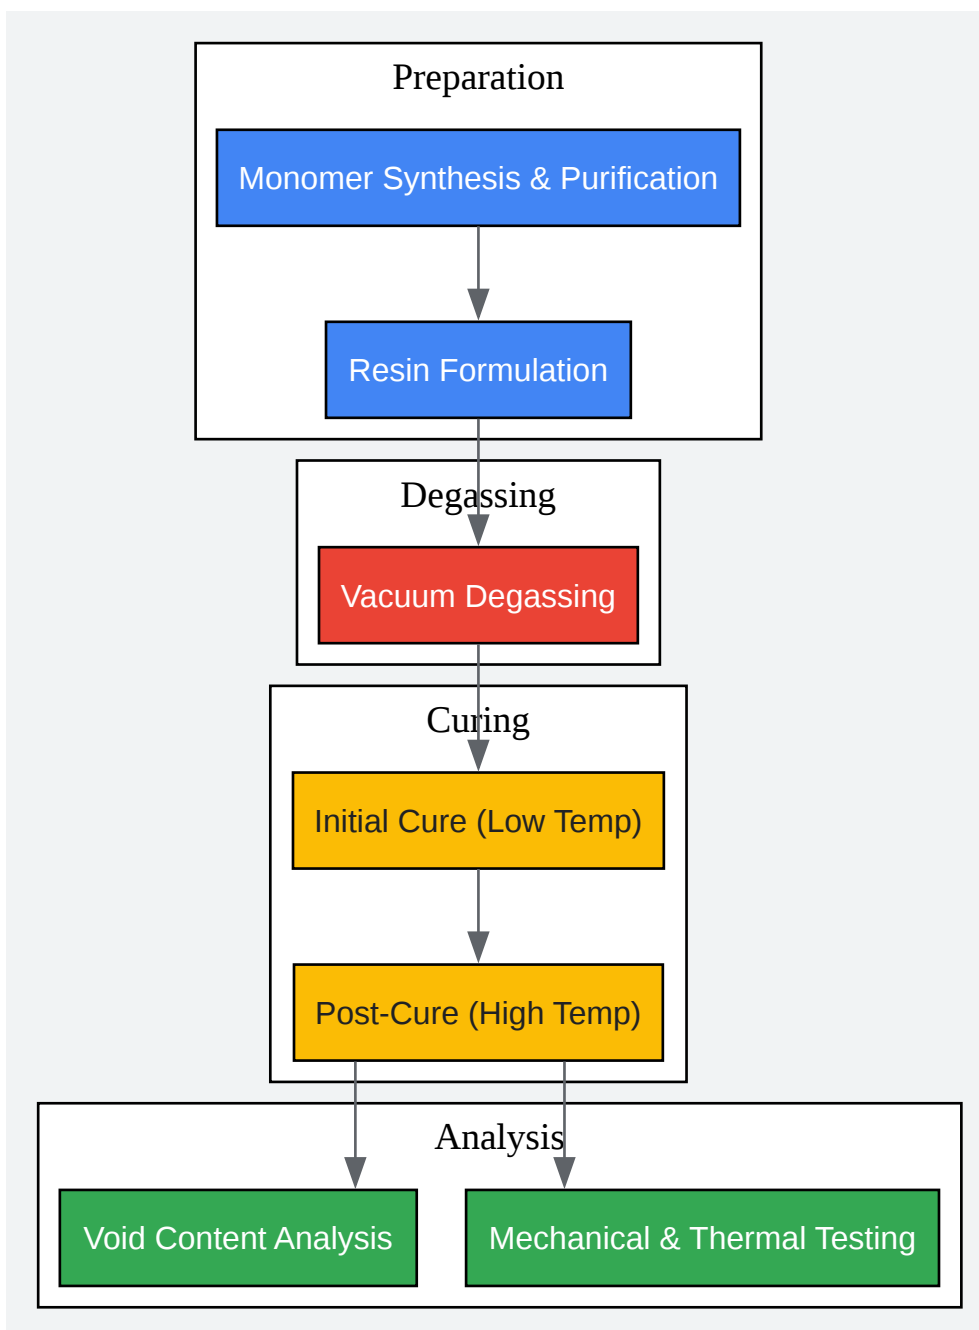 Preparation
Monomer Synthesis & Purification
Resin Formulation
Degassing
Vacuum Degassing
Curing
Initial Cure (Low Temp)
Post-Cure (High Temp)
Analysis
Void Content Analysis
Mechanical & Thermal Testing